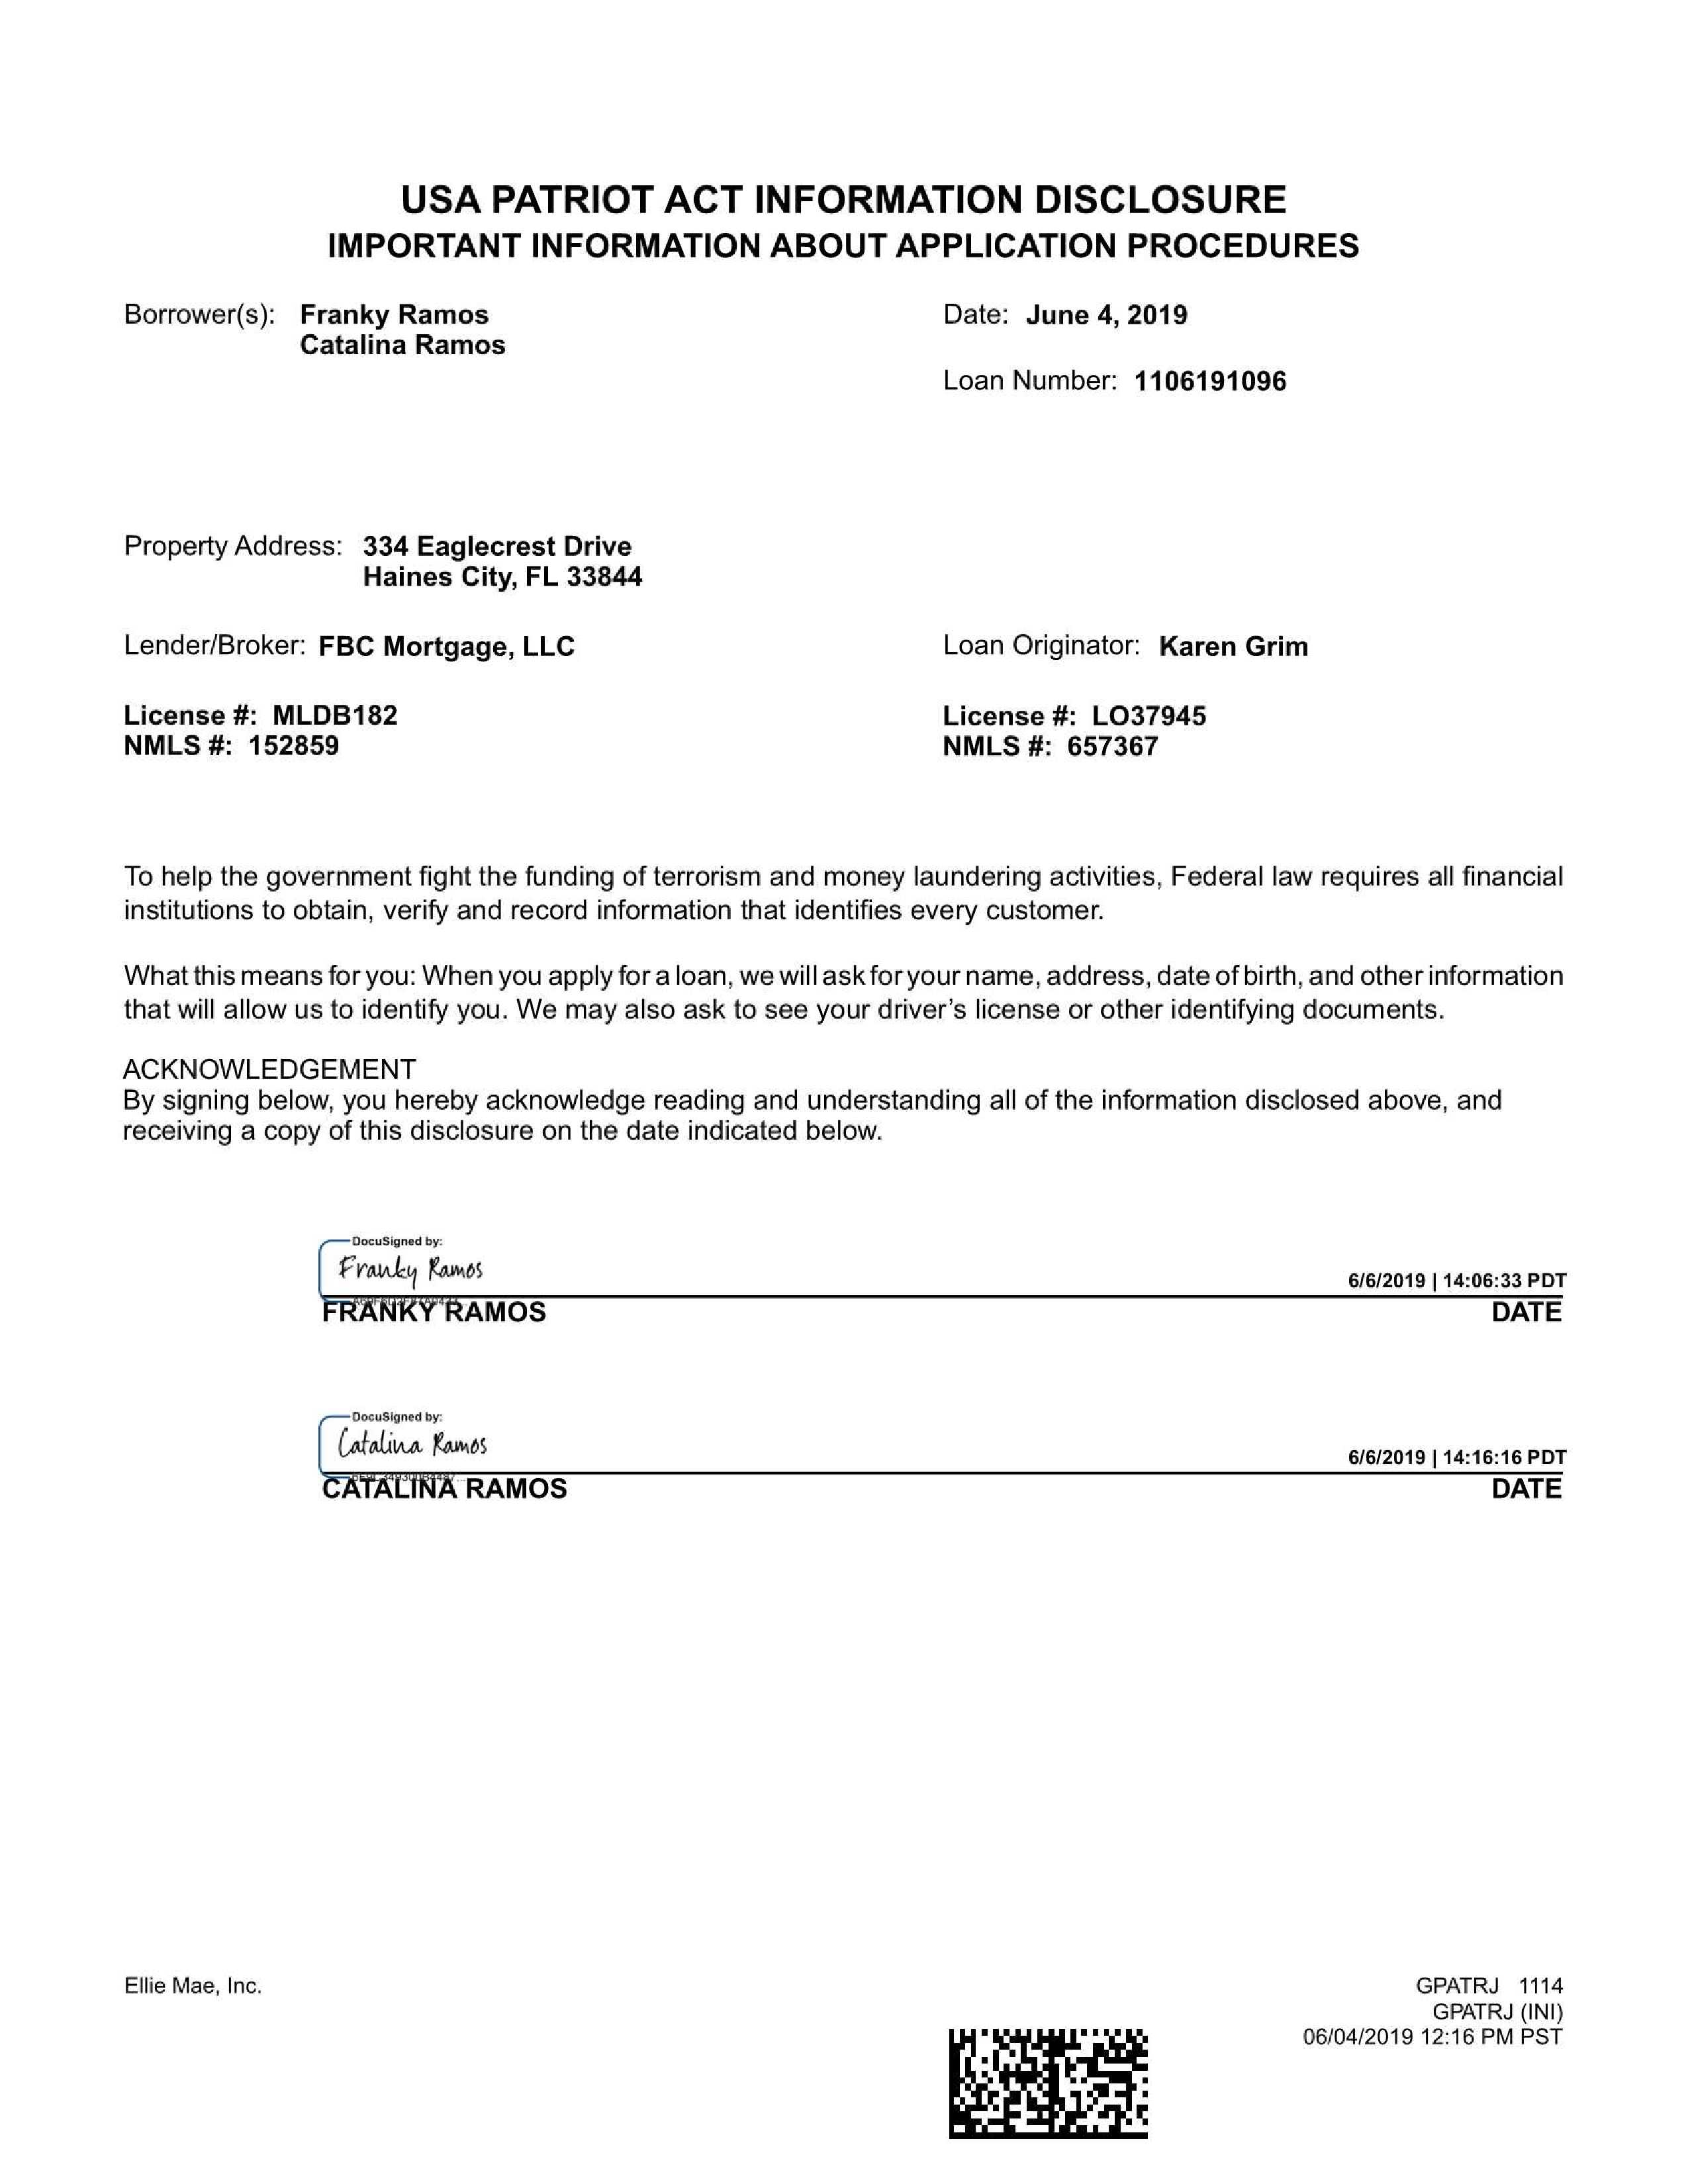 USA PATRIOT ACT INFORMATION DISCLOSURE
IMPORTANT INFORMATION ABOUT APPLICATION PROCEDURES
Borrower(s): Franky Ramos
Catalina Ramos
Date: June 4, 2019
Loan Number: 1106191096
Property Address: 334 Eaglecrest Drive
Haines City, FL 33844
Lender/Broker: FBC Mortgage, LLC
Loan Originator: Karen Grim
License #: MLDB182
NMLS #: 152859
License #: LO37945
NMLS #: 657367
To help the government fight the funding of terrorism and money laundering activities, Federal law requires all financial
institutions to obtain, verify and record information that identifies every customer.
What this means for you: When you apply for a loan, we will ask for your name, address, date of birth, and other information
that will allow us to identify you. We may also ask to see your driver’s license or other identifying documents.
ACKNOWLEDGEMENT
By signing below, you hereby acknowledge reading and understanding all of the information disclosed above, and
receiving a copy of this disclosure on the date indicated below.
DocuSigned by:
Franky Ramos
6/6/2019 | 14:06:33 PDT
FRANKY RAMOS DATE
DocuSigned by:
Catalina Ramos
6/6/2019 | 14:16:16 PDT
CATALINA RAMOS DATE
Ellie Mae, Inc.
GPATRJ 1114
GPATRJ (INI)
06/04/2019 12:16 PM PST